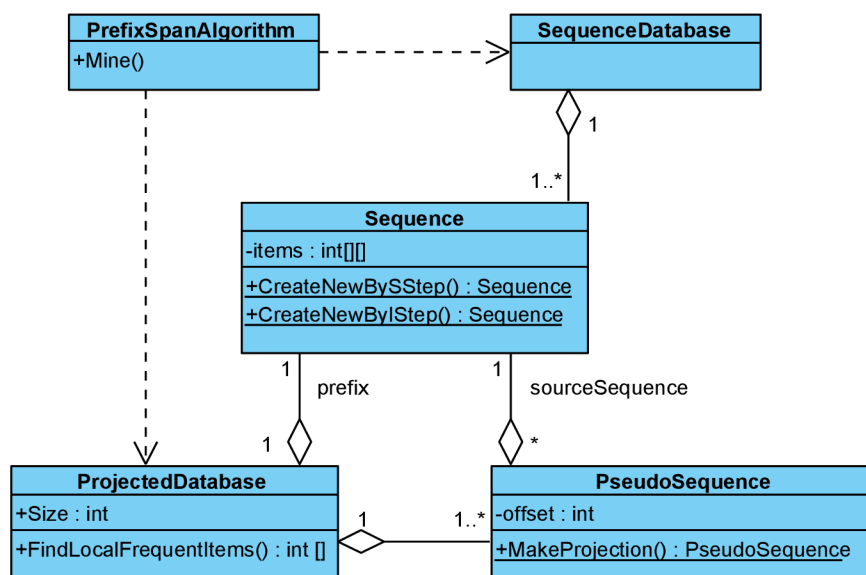 PrefixSpanAlgorithm
+Mine()
SequenceDatabase
1
1..*
Sequence
-items : int[][]
+CreateNewBySStep() : Sequence
+CreateNewByIStep() : Sequence
1
prefix
1
1
sourceSequence
*
ProjectedDatabase
+Size : int
+FindLocalFrequentItems() : int []
1
1..*
PseudoSequence
-offset : int
+MakeProjection() : PseudoSequence